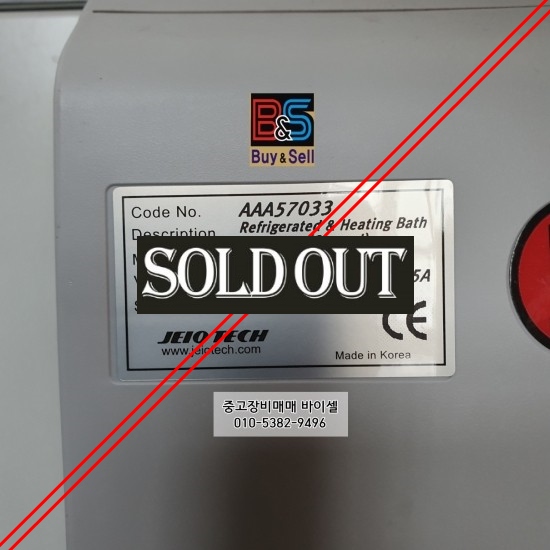 B&S
Buy & Sell
Code No. AAA57033
Description Refrigerated & Heating Bath
SOLD OUT
5A
JEIO TECH
www.jeiotech.com
CE
Made in Korea
중고장비매매 바이셀
010-5382-9496